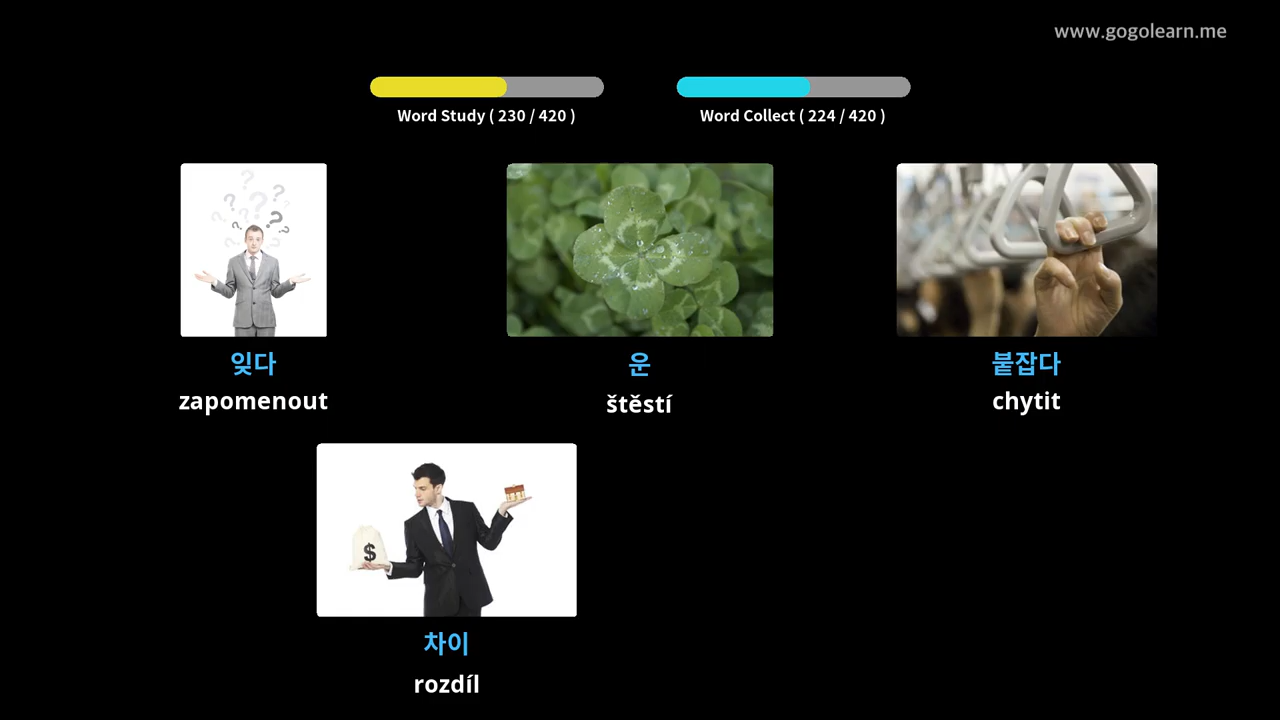 www.gogolearn.me
Word Study ( 230 / 420 )
Word Collect ( 224 / 420 )
잊다
zapomenout
운
štěstí
붙잡다
chytit
$
차이
rozdíl